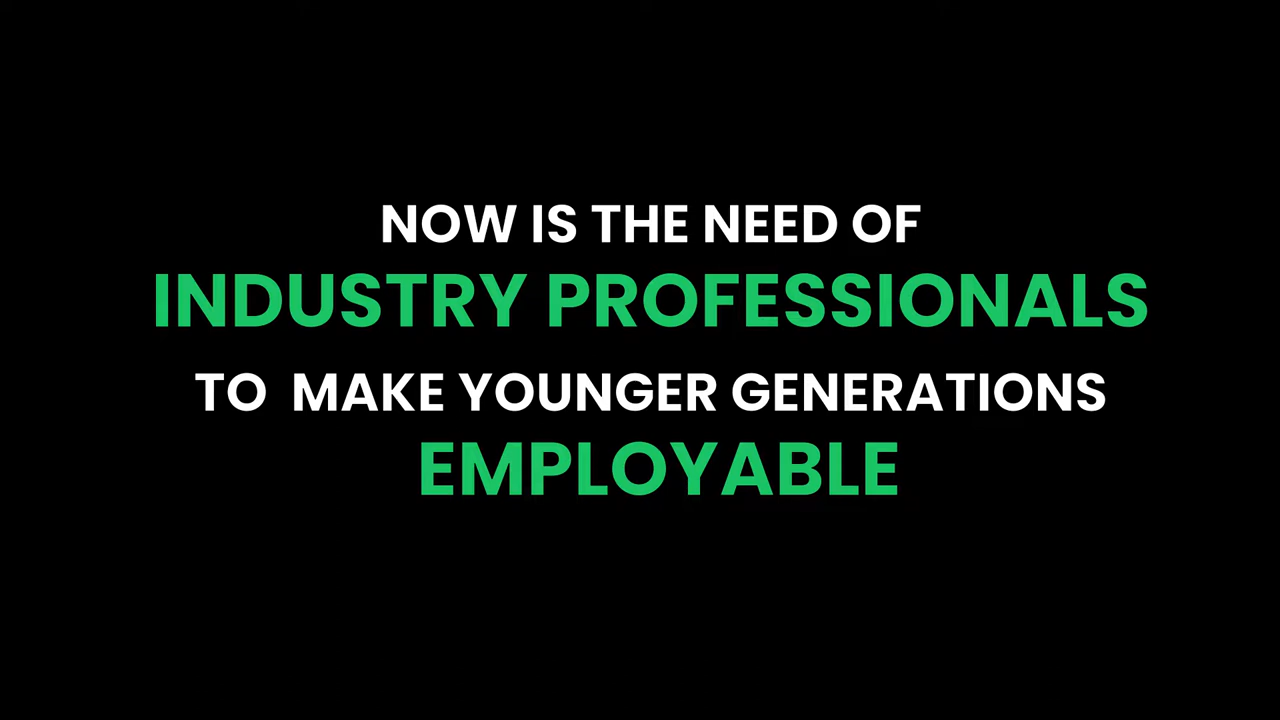 NOW IS THE NEED OF
INDUSTRY PROFESSIONALS
TO  MAKE YOUNGER GENERATIONS
EMPLOYABLE